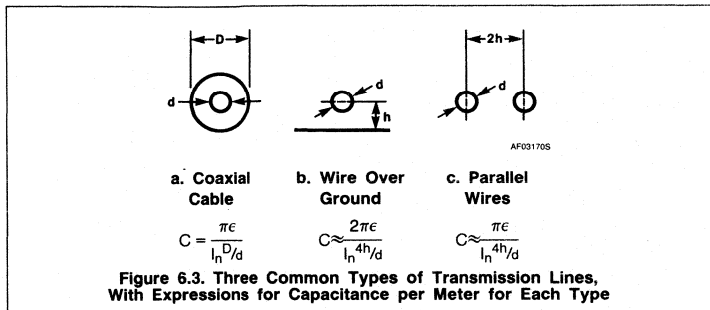 D
d
d
h
2h
d
AF03170S
a. Coaxial Cable
b. Wire Over Ground
c. Parallel Wires
C = πϵ / lₙ D/d
C ≈ 2πϵ / lₙ 4h/d
C ≈ πϵ / lₙ 4h/d
Figure 6.3. Three Common Types of Transmission Lines,
With Expressions for Capacitance per Meter for Each Type